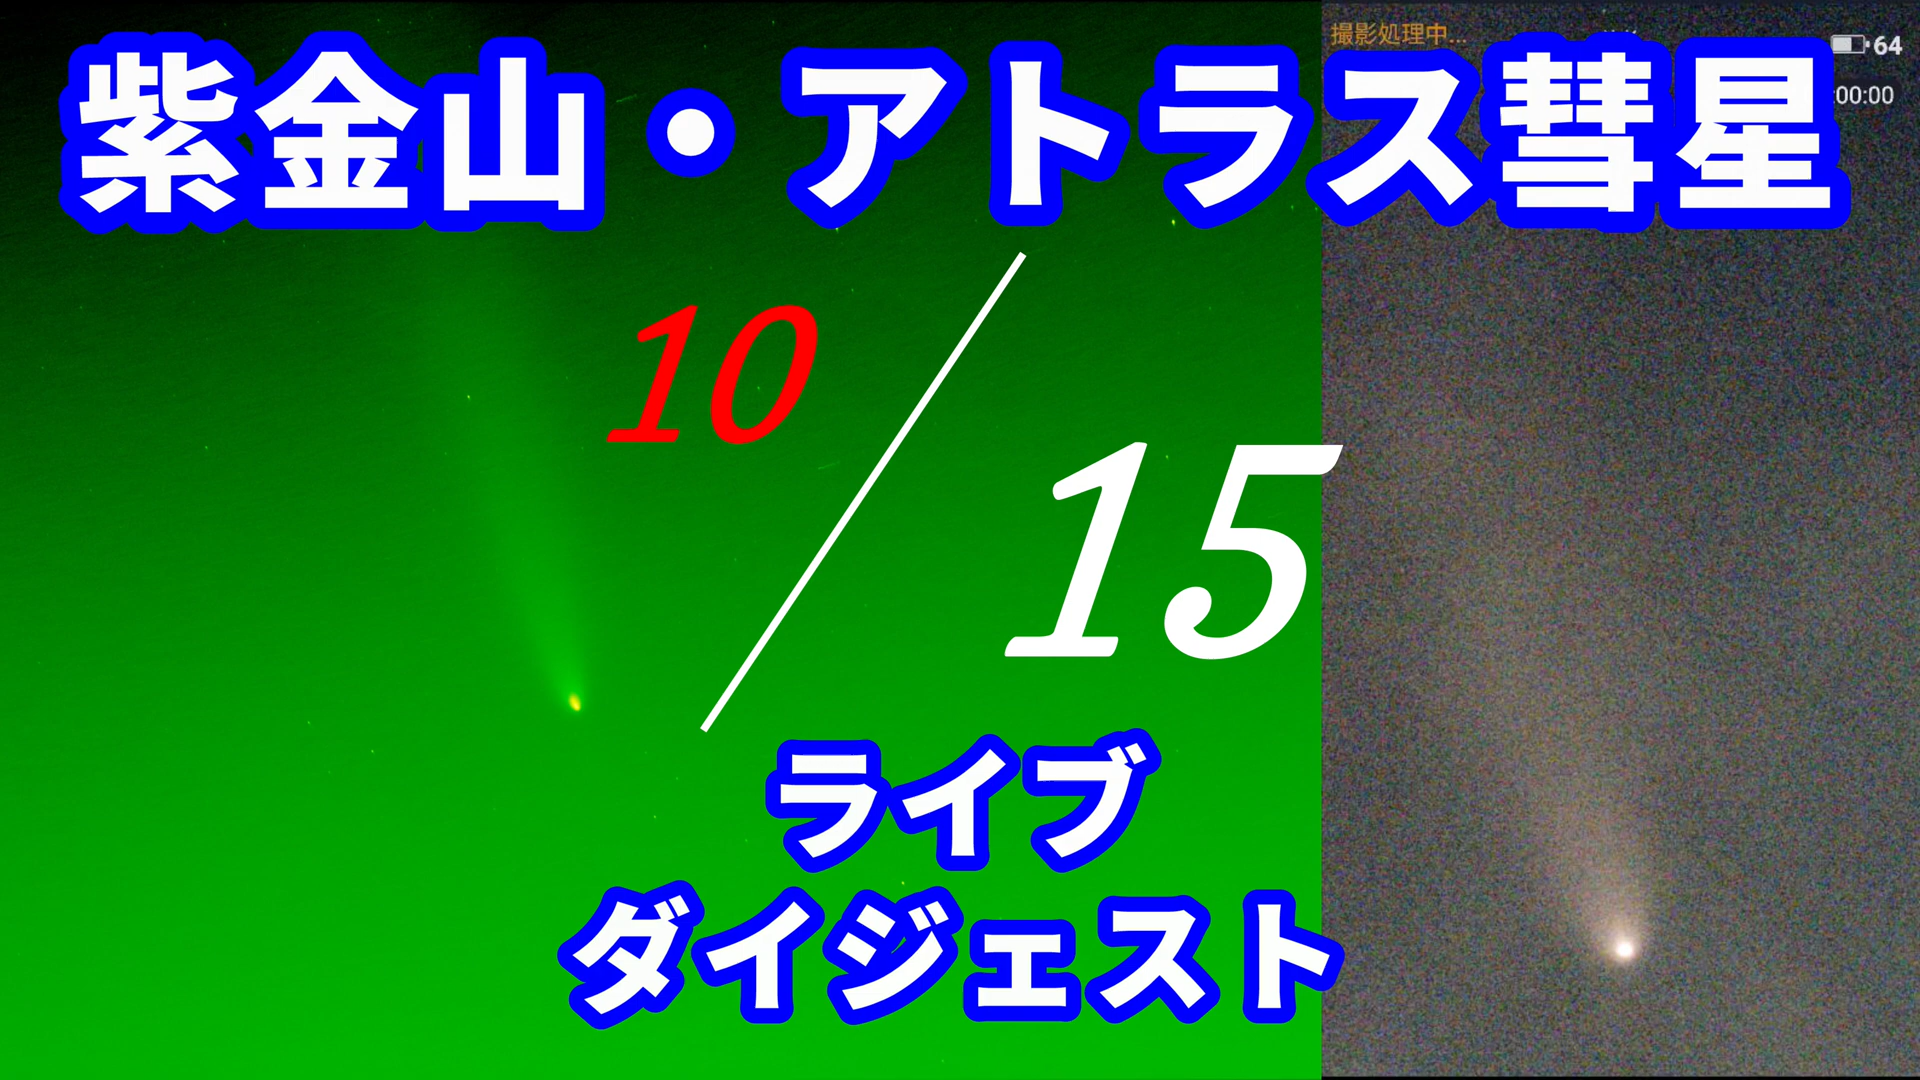 撮影処理中...
64
紫金山・アトラス彗星
:00:00
10/15
ライブ
ダイジェスト